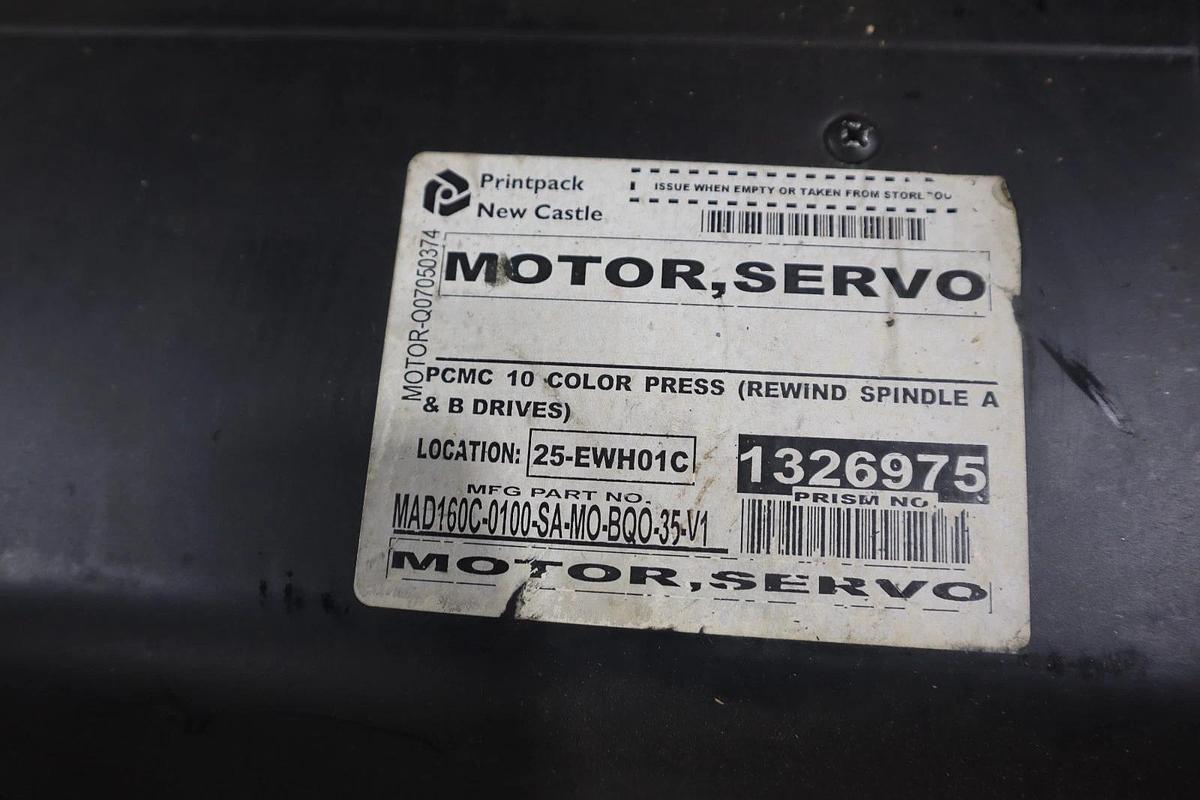 Printpack
New Castle
ISSUE WHEN EMPTY OR TAKEN FROM STOREROOM
MOTOR-Q07050374
MOTOR,SERVO
PCMC 10 COLOR PRESS (REWIND SPINDLE A
& B DRIVES)
LOCATION: 25-EWH01C
1326975
PRISM NO
MFG PART NO.
MAD160C-0100-SA-MO-BQO-35-V1
MOTOR,SERVO